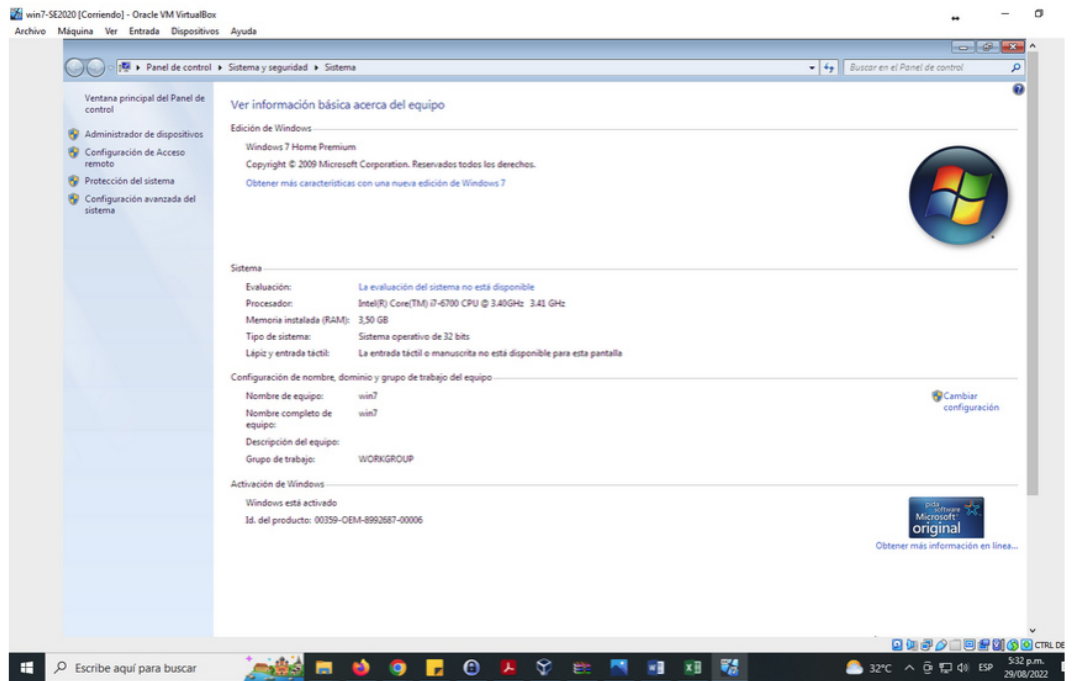 win7-SE2020 [Corriendo] - Oracle VM VirtualBox
Archivo Máquina Ver Entrada Dispositivos Ayuda
Panel de control Sistema y seguridad Sistema
Buscar en el Panel de control
Ventana principal del Panel de
control
Administrador de dispositivos
Configuración de Acceso
remoto
Protección del sistema
Configuración avanzada del
sistema
Ver información básica acerca del equipo
Edición de Windows
Windows 7 Home Premium
Copyright © 2009 Microsoft Corporation. Reservados todos los derechos.
Obtener más características con una nueva edición de Windows 7
Sistema
Evaluación: La evaluación del sistema no está disponible
Procesador: Intel(R) Core(TM) i7-6700 CPU @ 3.40GHz 3.41 GHz
Memoria instalada (RAM): 3,50 GB
Tipo de sistema: Sistema operativo de 32 bits
Lápiz y entrada táctil: La entrada táctil o manuscrita no está disponible para esta pantalla
Configuración de nombre, dominio y grupo de trabajo del equipo
Nombre de equipo: win7
Cambiar
configuración
Nombre completo de
equipo: win7
Descripción del equipo:
Grupo de trabajo: WORKGROUP
Activación de Windows
Windows está activado
Id. del producto: 00359-OEM-8992687-00006
pida
software
Microsoft
original
Obtener más información en línea...
CTRL DE
Escribe aquí para buscar
32°C
ESP
5:32 p.m.
29/08/2022